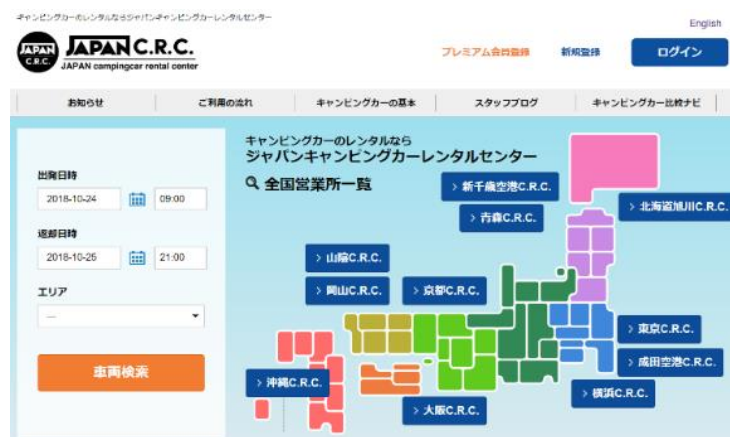 キャンピングカーのレンタルならジャパンキャンピングカーレンタルセンター
English
JAPAN C.R.C.
JAPAN C.R.C.
JAPAN campingcar rental center
プレミアム会員登録
新規登録
ログイン
お知らせ
ご利用の流れ
キャンピングカーの基本
スタッフブログ
キャンピングカー比較ナビ
出発日時
2018-10-24
09:00
返却日時
2018-10-25
21:00
エリア
---
車両検索
キャンピングカーのレンタルなら
ジャパンキャンピングカーレンタルセンター
全国営業所一覧
> 新千歳空港C.R.C.
> 北海道旭川C.R.C.
> 青森C.R.C.
> 山陰C.R.C.
> 岡山C.R.C.
> 京都C.R.C.
> 東京C.R.C.
> 成田空港C.R.C.
> 沖縄C.R.C.
> 横浜C.R.C.
> 大阪C.R.C.